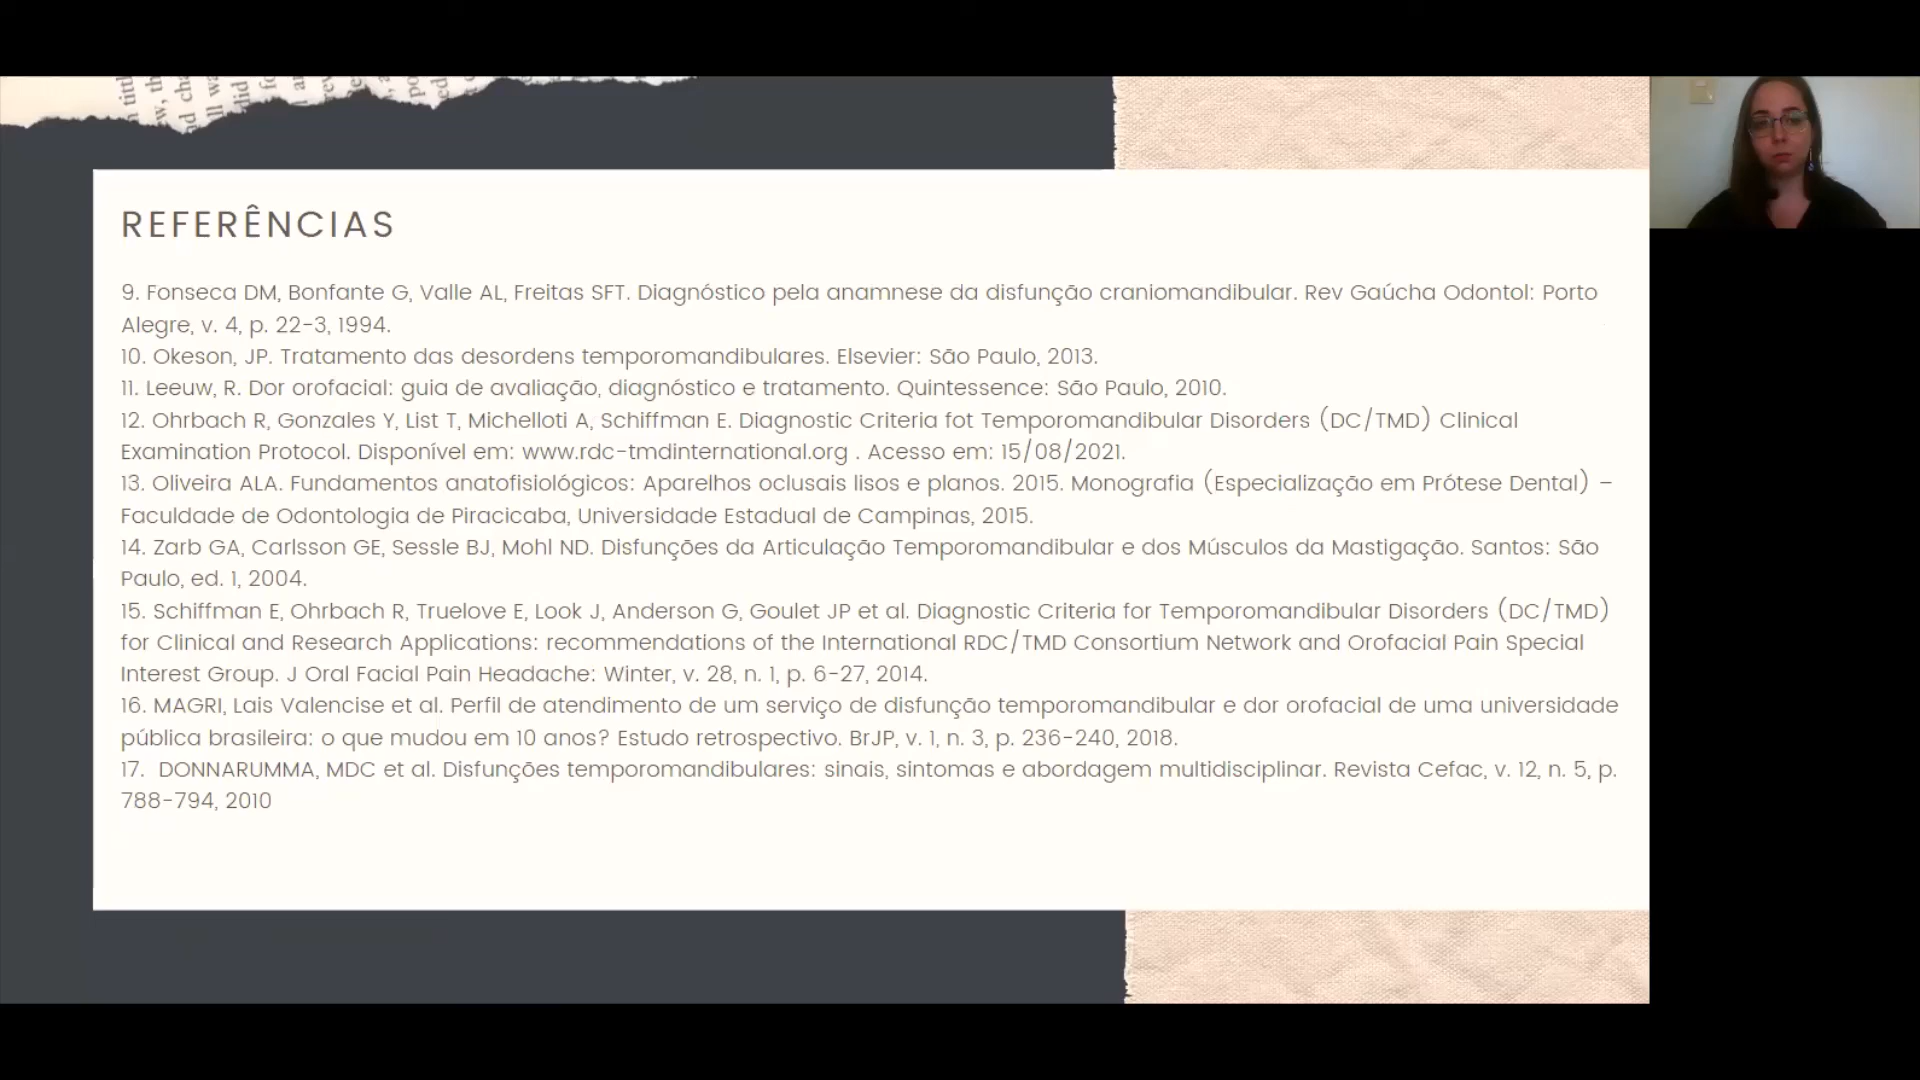 REFERÊNCIAS
9. Fonseca DM, Bonfante G, Valle AL, Freitas SFT. Diagnóstico pela anamnese da disfunção craniomandibular. Rev Gaúcha Odontol: Porto
Alegre, v. 4, p. 22-3, 1994.
10. Okeson, JP. Tratamento das desordens temporomandibulares. Elsevier: São Paulo, 2013.
11. Leeuw, R. Dor orofacial: guia de avaliação, diagnóstico e tratamento. Quintessence: São Paulo, 2010.
12. Ohrbach R, Gonzales Y, List T, Michelloti A, Schiffman E. Diagnostic Criteria fot Temporomandibular Disorders (DC/TMD) Clinical
Examination Protocol. Disponível em: www.rdc-tmdinternational.org . Acesso em: 15/08/2021.
13. Oliveira ALA. Fundamentos anatofisiológicos: Aparelhos oclusais lisos e planos. 2015. Monografia (Especialização em Prótese Dental) –
Faculdade de Odontologia de Piracicaba, Universidade Estadual de Campinas, 2015.
14. Zarb GA, Carlsson GE, Sessle BJ, Mohl ND. Disfunções da Articulação Temporomandibular e dos Músculos da Mastigação. Santos: São
Paulo, ed. 1, 2004.
15. Schiffman E, Ohrbach R, Truelove E, Look J, Anderson G, Goulet JP et al. Diagnostic Criteria for Temporomandibular Disorders (DC/TMD)
for Clinical and Research Applications: recommendations of the International RDC/TMD Consortium Network and Orofacial Pain Special
Interest Group. J Oral Facial Pain Headache: Winter, v. 28, n. 1, p. 6-27, 2014.
16. MAGRI, Lais Valencise et al. Perfil de atendimento de um serviço de disfunção temporomandibular e dor orofacial de uma universidade
pública brasileira: o que mudou em 10 anos? Estudo retrospectivo. BrJP, v. 1, n. 3, p. 236-240, 2018.
17. DONNARUMMA, MDC et al. Disfunções temporomandibulares: sinais, sintomas e abordagem multidisciplinar. Revista Cefac, v. 12, n. 5, p.
788-794, 2010